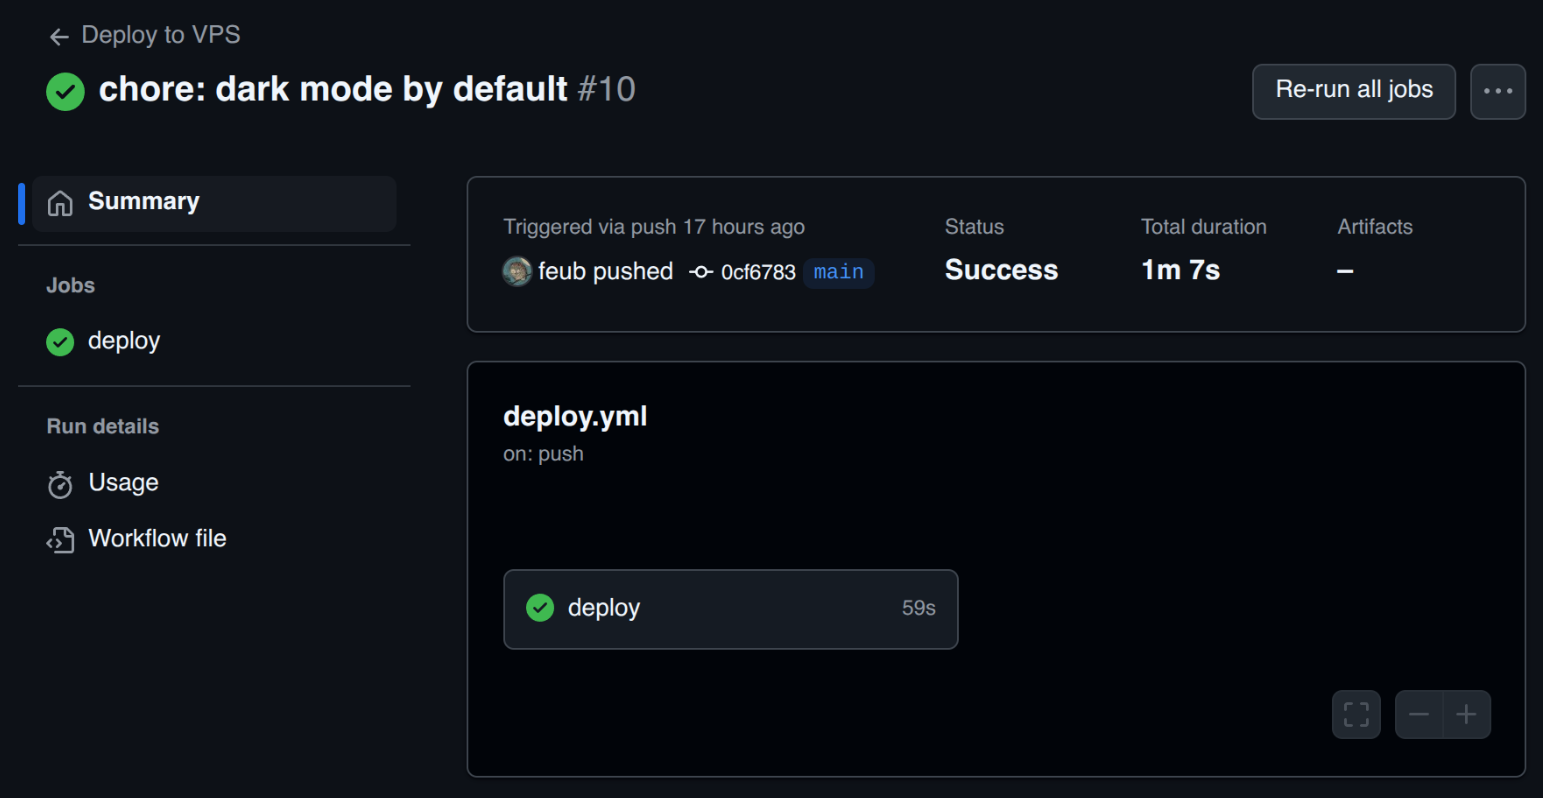 Deploy to VPS
chore: dark mode by default #10
Re-run all jobs
Summary
Jobs
deploy
Run details
Usage
Workflow file
Triggered via push 17 hours ago
feub pushed 0cf6783 main
Status
Success
Total duration
1m 7s
Artifacts
–
deploy.yml
on: push
deploy 59s